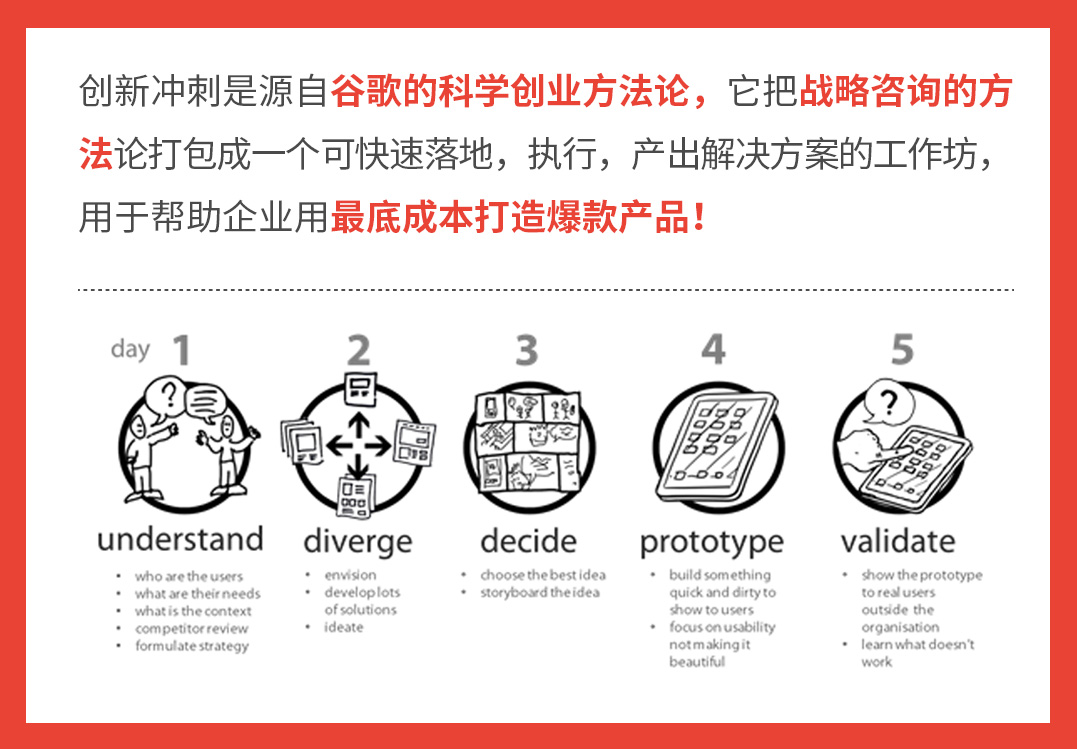 创新冲刺是源自谷歌的科学创业方法论，它把战略咨询的方
法论打包成一个可快速落地，执行，产出解决方案的工作坊，
用于帮助企业用最底成本打造爆款产品！
day 1 2 3 4 5
?
?
understand
• who are the users
• what are their needs
• what is the context
• competitor review
• formulate strategy
diverge
• envision
• develop lots
of solutions
• ideate
decide
• choose the best idea
• storyboard the idea
prototype
• build something
quick and dirty to
show to users
• focus on usability
not making it
beautiful
validate
• show the prototype
to real users
outside the
organisation
• learn what doesn't
work